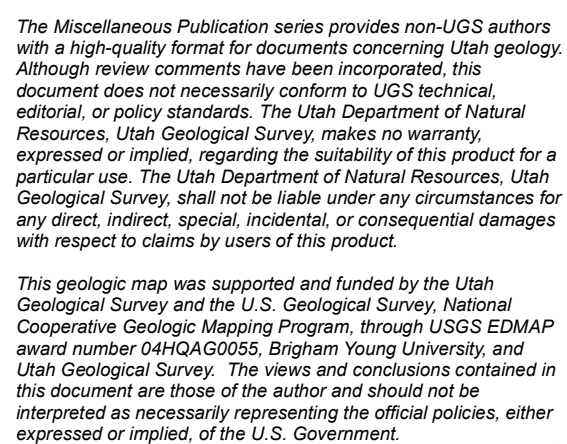 The Miscellaneous Publication series provides non-UGS authors
with a high-quality format for documents concerning Utah geology.
Although review comments have been incorporated, this
document does not necessarily conform to UGS technical,
editorial, or policy standards. The Utah Department of Natural
Resources, Utah Geological Survey, makes no warranty,
expressed or implied, regarding the suitability of this product for a
particular use. The Utah Department of Natural Resources, Utah
Geological Survey, shall not be liable under any circumstances for
any direct, indirect, special, incidental, or consequential damages
with respect to claims by users of this product.

This geologic map was supported and funded by the Utah
Geological Survey and the U.S. Geological Survey, National
Cooperative Geologic Mapping Program, through USGS EDMAP
award number 04HQAG0055, Brigham Young University, and
Utah Geological Survey.  The views and conclusions contained in
this document are those of the author and should not be
interpreted as necessarily representing the official policies, either
expressed or implied, of the U.S. Government.